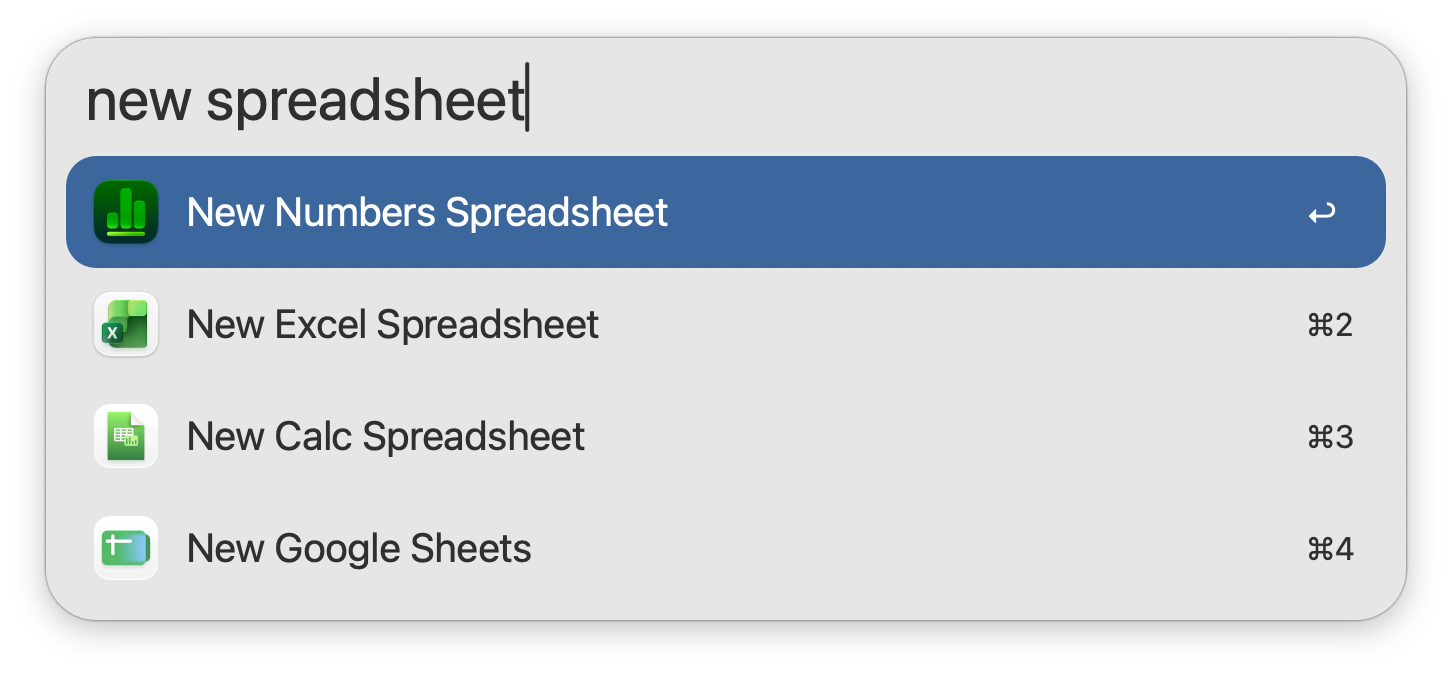 new spreadsheet
New Numbers Spreadsheet ↩
X New Excel Spreadsheet ⌘2
New Calc Spreadsheet ⌘3
New Google Sheets ⌘4